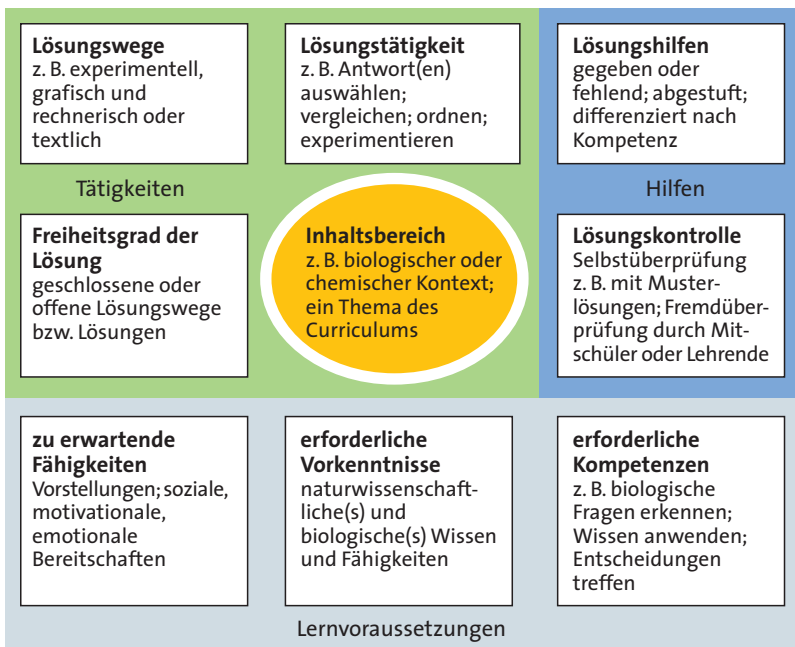 Lösungswege
z. B. experimentell,
grafisch und
rechnerisch oder
textlich
Lösungstätigkeit
z. B. Antwort(en)
auswählen;
vergleichen; ordnen;
experimentieren
Lösungshilfen
gegeben oder
fehlend; abgestuft;
differenziert nach
Kompetenz
Tätigkeiten
Hilfen
Freiheitsgrad der
Lösung
geschlossene oder
offene Lösungswege
bzw. Lösungen
Inhaltsbereich
z. B. biologischer oder
chemischer Kontext;
ein Thema des
Curriculums
Lösungskontrolle
Selbstüberprüfung
z. B. mit Muster-
lösungen; Fremdüber-
prüfung durch Mit-
schüler oder Lehrende
zu erwartende
Fähigkeiten
Vorstellungen; soziale,
motivationale,
emotionale
Bereitschaften
erforderliche
Vorkenntnisse
naturwissenschaft-
liche(s) und
biologische(s) Wissen
und Fähigkeiten
erforderliche
Kompetenzen
z. B. biologische
Fragen erkennen;
Wissen anwenden;
Entscheidungen
treffen
Lernvoraussetzungen